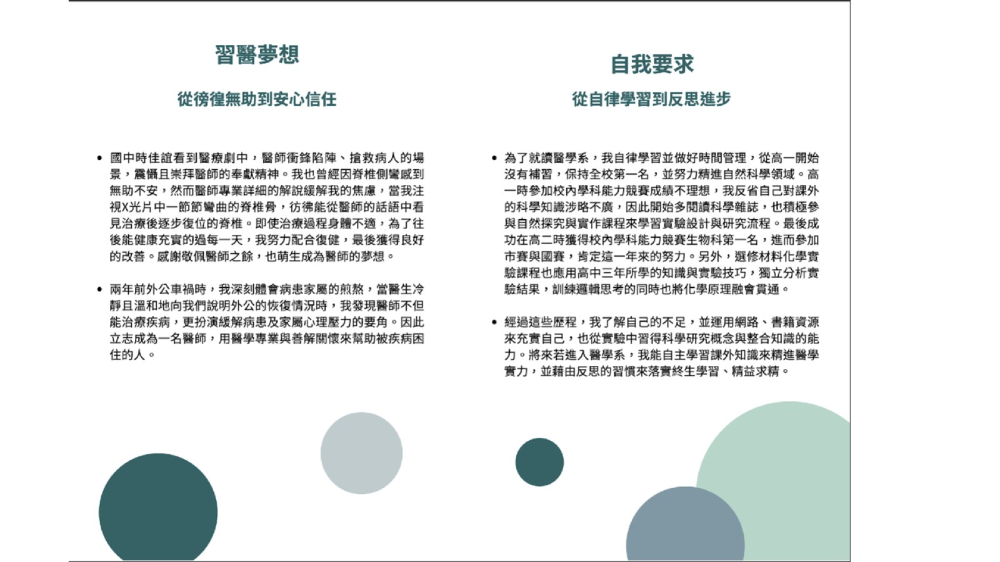 習醫夢想
從徬徨無助到安心信任
• 國中時佳誼看到醫療劇中，醫師衝鋒陷陣、搶救病人的場
景，震懾且崇拜醫師的奉獻精神。我也曾經因脊椎側彎感到
無助不安，然而醫師專業詳細的解說緩解我的焦慮，當我注
視X光片中一節節彎曲的脊椎骨，彷彿能從醫師的話語中看
見治療後逐步復位的脊椎。即使治療過程身體不適，為了往
後能健康充實的過每一天，我努力配合復健，最後獲得良好
的改善。感謝敬佩醫師之餘，也萌生成為醫師的夢想。
• 兩年前外公車禍時，我深刻體會病患家屬的煎熬，當醫生冷
靜且溫和地向我們說明外公的恢復情況時，我發現醫師不但
能治療疾病，更扮演緩解病患及家屬心理壓力的要角。因此
立志成為一名醫師，用醫學專業與善解關懷來幫助被疾病困
住的人。
自我要求
從自律學習到反思進步
• 為了就讀醫學系，我自律學習並做好時間管理，從高一開始
沒有補習，保持全校第一名，並努力精進自然科學領域。高
一時參加校內學科能力競賽成績不理想，我反省自己對課外
的科學知識涉略不廣，因此開始多閱讀科學雜誌，也積極參
與自然探究與實作課程來學習實驗設計與研究流程。最後成
功在高二時獲得校內學科能力競賽生物科第一名，進而參加
市賽與國賽，肯定這一年來的努力。另外，選修材料化學實
驗課程也應用高中三年所學的知識與實驗技巧，獨立分析實
驗結果，訓練邏輯思考的同時也將化學原理融會貫通。
• 經過這些歷程，我了解自己的不足，並運用網路、書籍資源
來充實自己，也從實驗中習得科學研究概念與整合知識的能
力。將來若進入醫學系，我能自主學習課外知識來精進醫學
實力，並藉由反思的習慣來落實終生學習、精益求精。